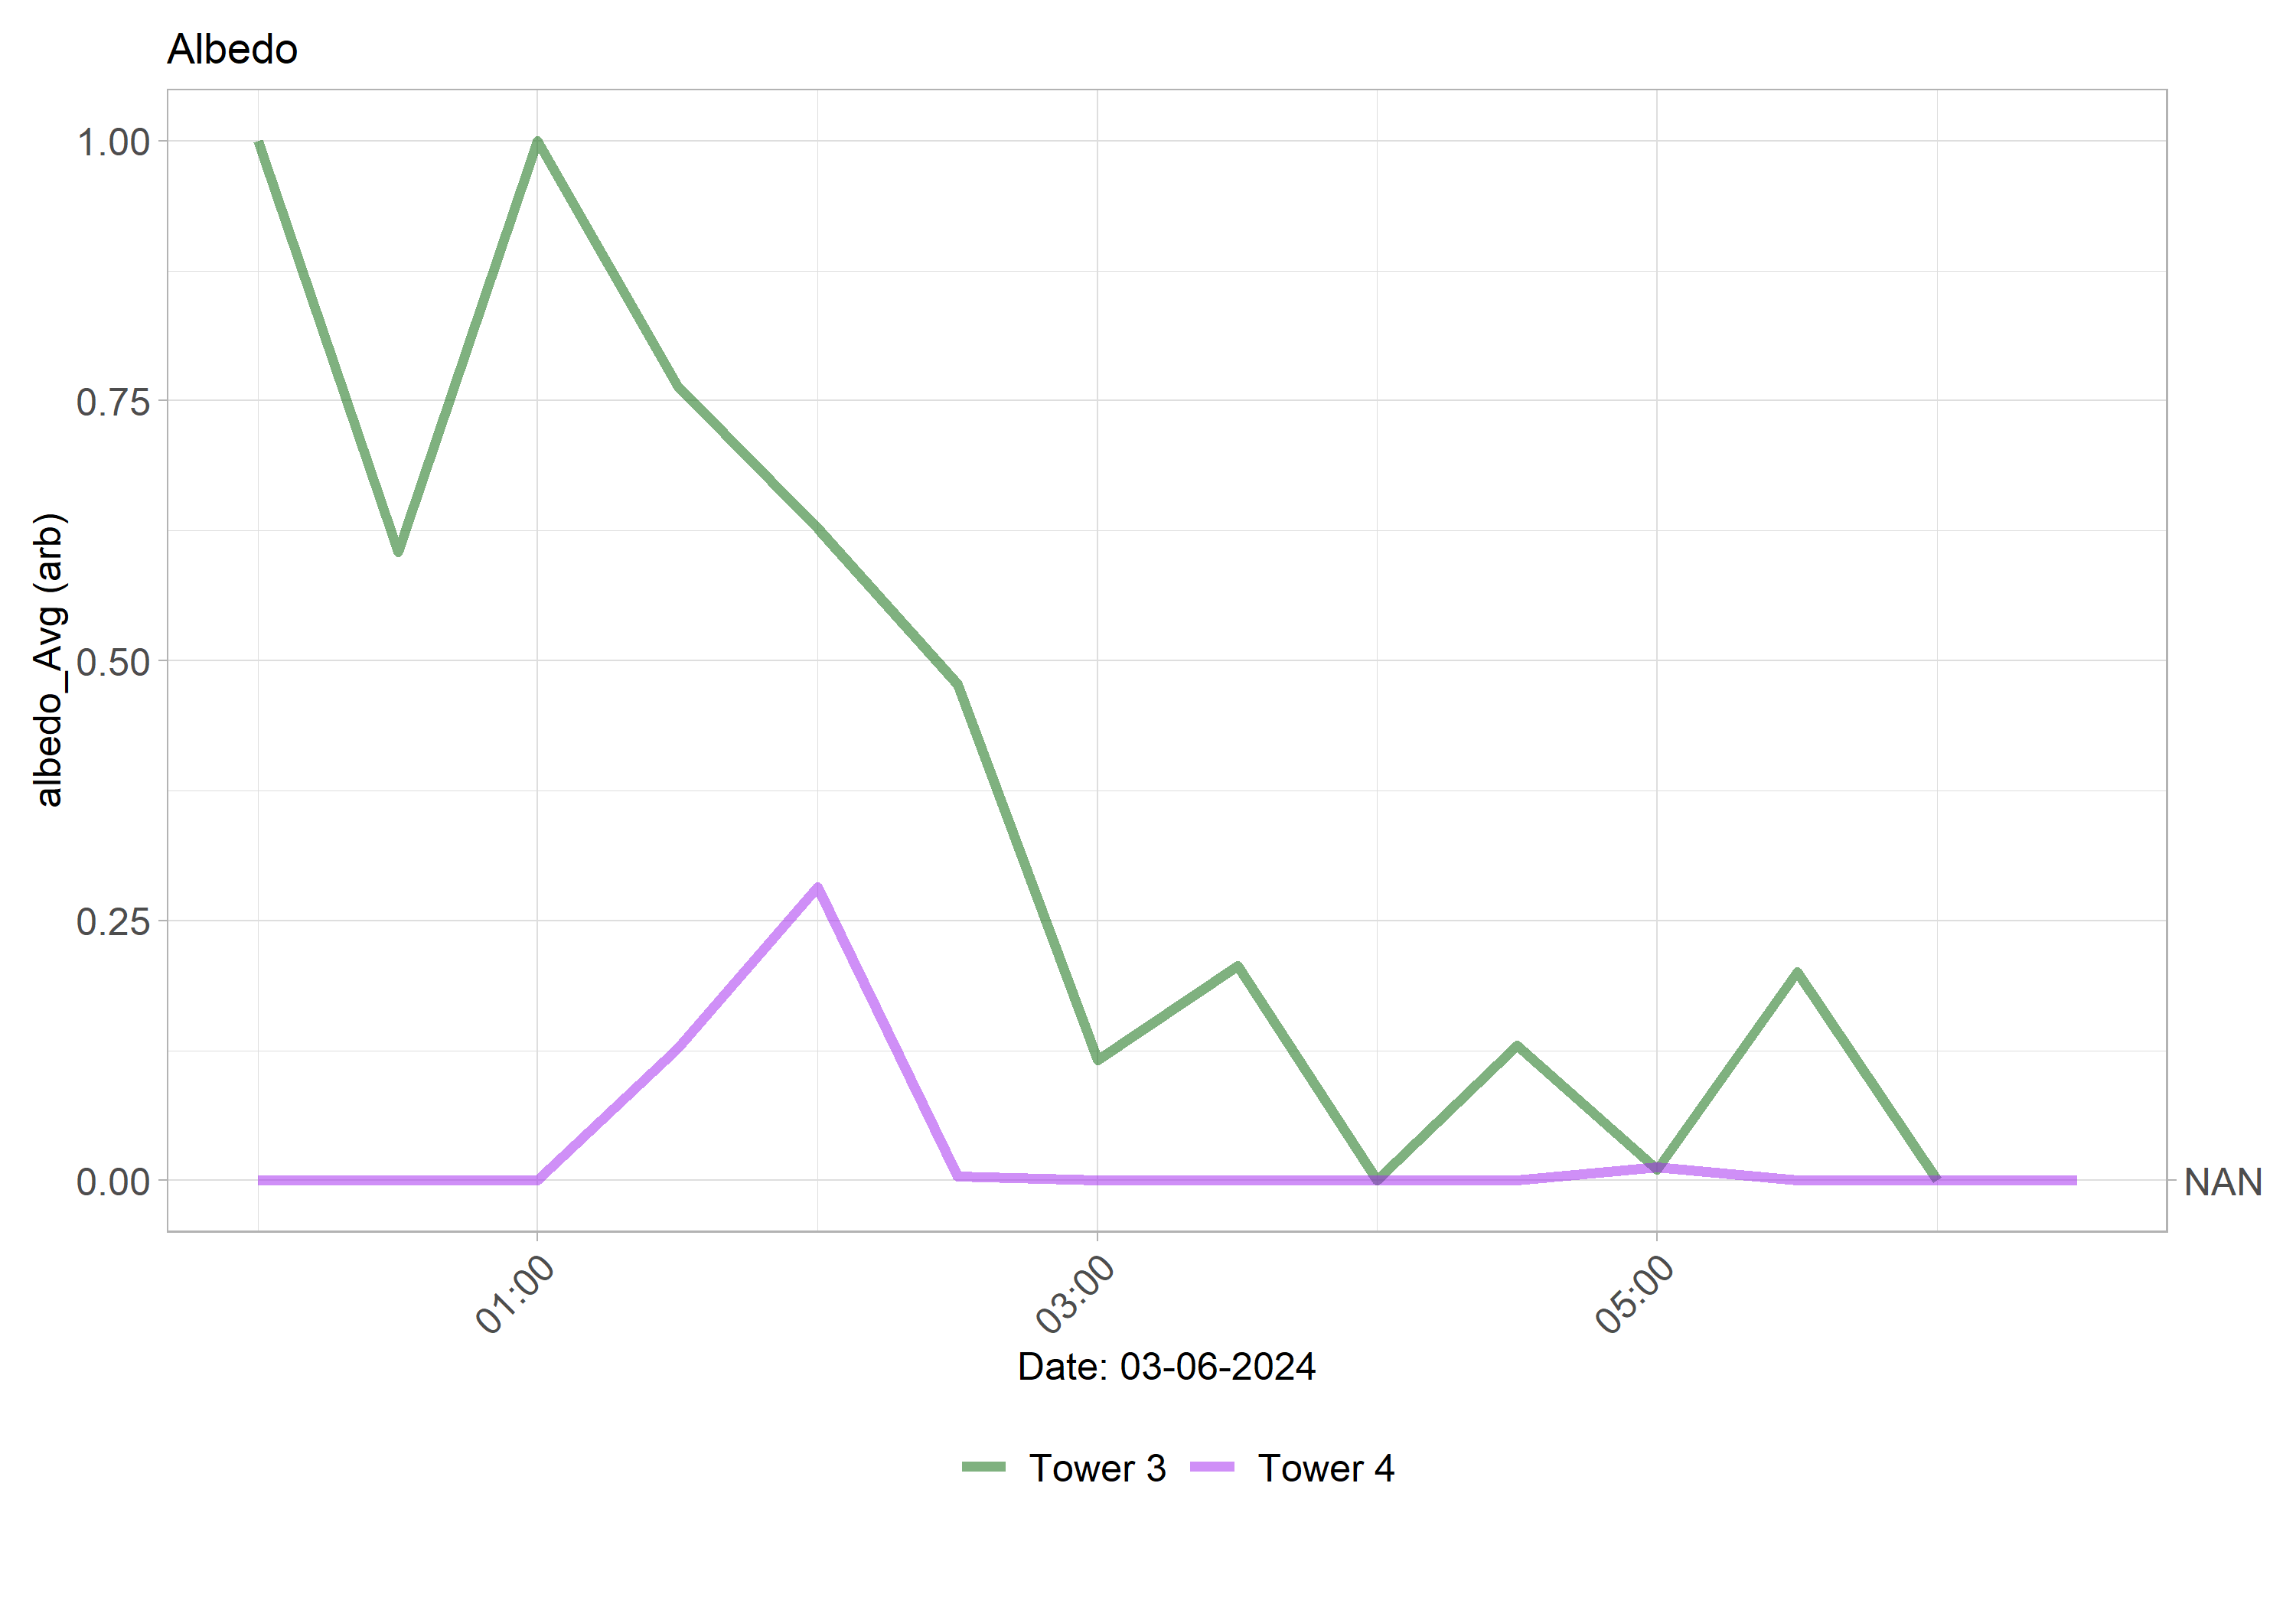 Albedo
albedo_Avg (arb)
1.00
0.75
0.50
0.25
0.00
NAN
01:00
03:00
05:00
Date: 03-06-2024
Tower 3
Tower 4